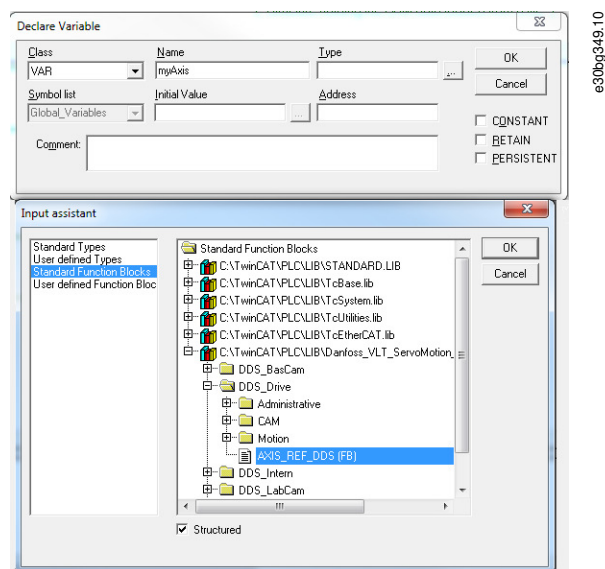 Declare Variable
Class
Name
Type
VAR
myAxis
...
OK
Cancel
Symbol list
Initial Value
Address
Global_Variables
...
CONSTANT
RETAIN
PERSISTENT
Comment:
e30bg349.10
Input assistant
Standard Types
User defined Types
Standard Function Blocks
User defined Function Bloc
Standard Function Blocks
C:\TwinCAT\PLC\LIB\STANDARD.LIB
C:\TwinCAT\PLC\LIB\TcBase.lib
C:\TwinCAT\PLC\LIB\TcSystem.lib
C:\TwinCAT\PLC\LIB\TcUtilities.lib
C:\TwinCAT\PLC\LIB\TcEtherCAT.lib
C:\TwinCAT\PLC\LIB\Danfoss_VLT_ServoMotion_
DDS_BasCam
DDS_Drive
Administrative
CAM
Motion
AXIS_REF_DDS (FB)
DDS_Intern
DDS_LabCam
OK
Cancel
Structured